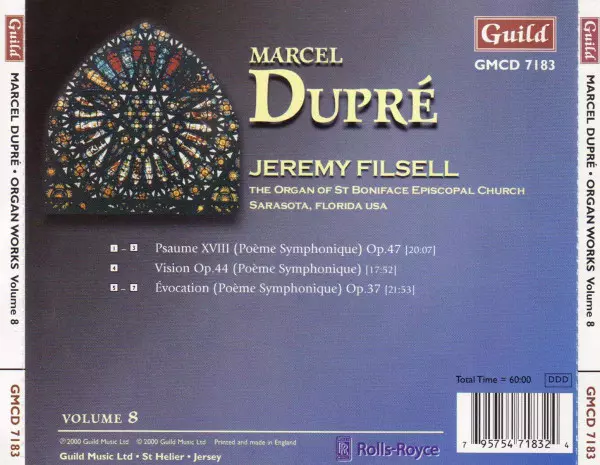 Guild
MARCEL DUPRÉ • ORGAN WORKS Volume 8
GMCD 7183
MARCEL
DUPRÉ
Guild
GMCD 7183
JEREMY FILSELL
THE ORGAN OF ST BONIFACE EPISCOPAL CHURCH
SARASOTA, FLORIDA USA
1 – 3 Psaume XVIII (Poème Symphonique) Op.47 [20:07]
4 Vision Op.44 (Poème Symphonique) [17:52]
5 – 7 Évocation (Poème Symphonique) Op.37 [21:53]
Total Time = 60:00 DDD
VOLUME 8
℗ 2000 Guild Music Ltd © 2000 Guild Music Ltd Printed and made in England
Guild Music Ltd • St Helier • Jersey
RR Rolls-Royce
7 95754 71832 4
Guild
MARCEL DUPRÉ • ORGAN WORKS Volume 8
GMCD 7183